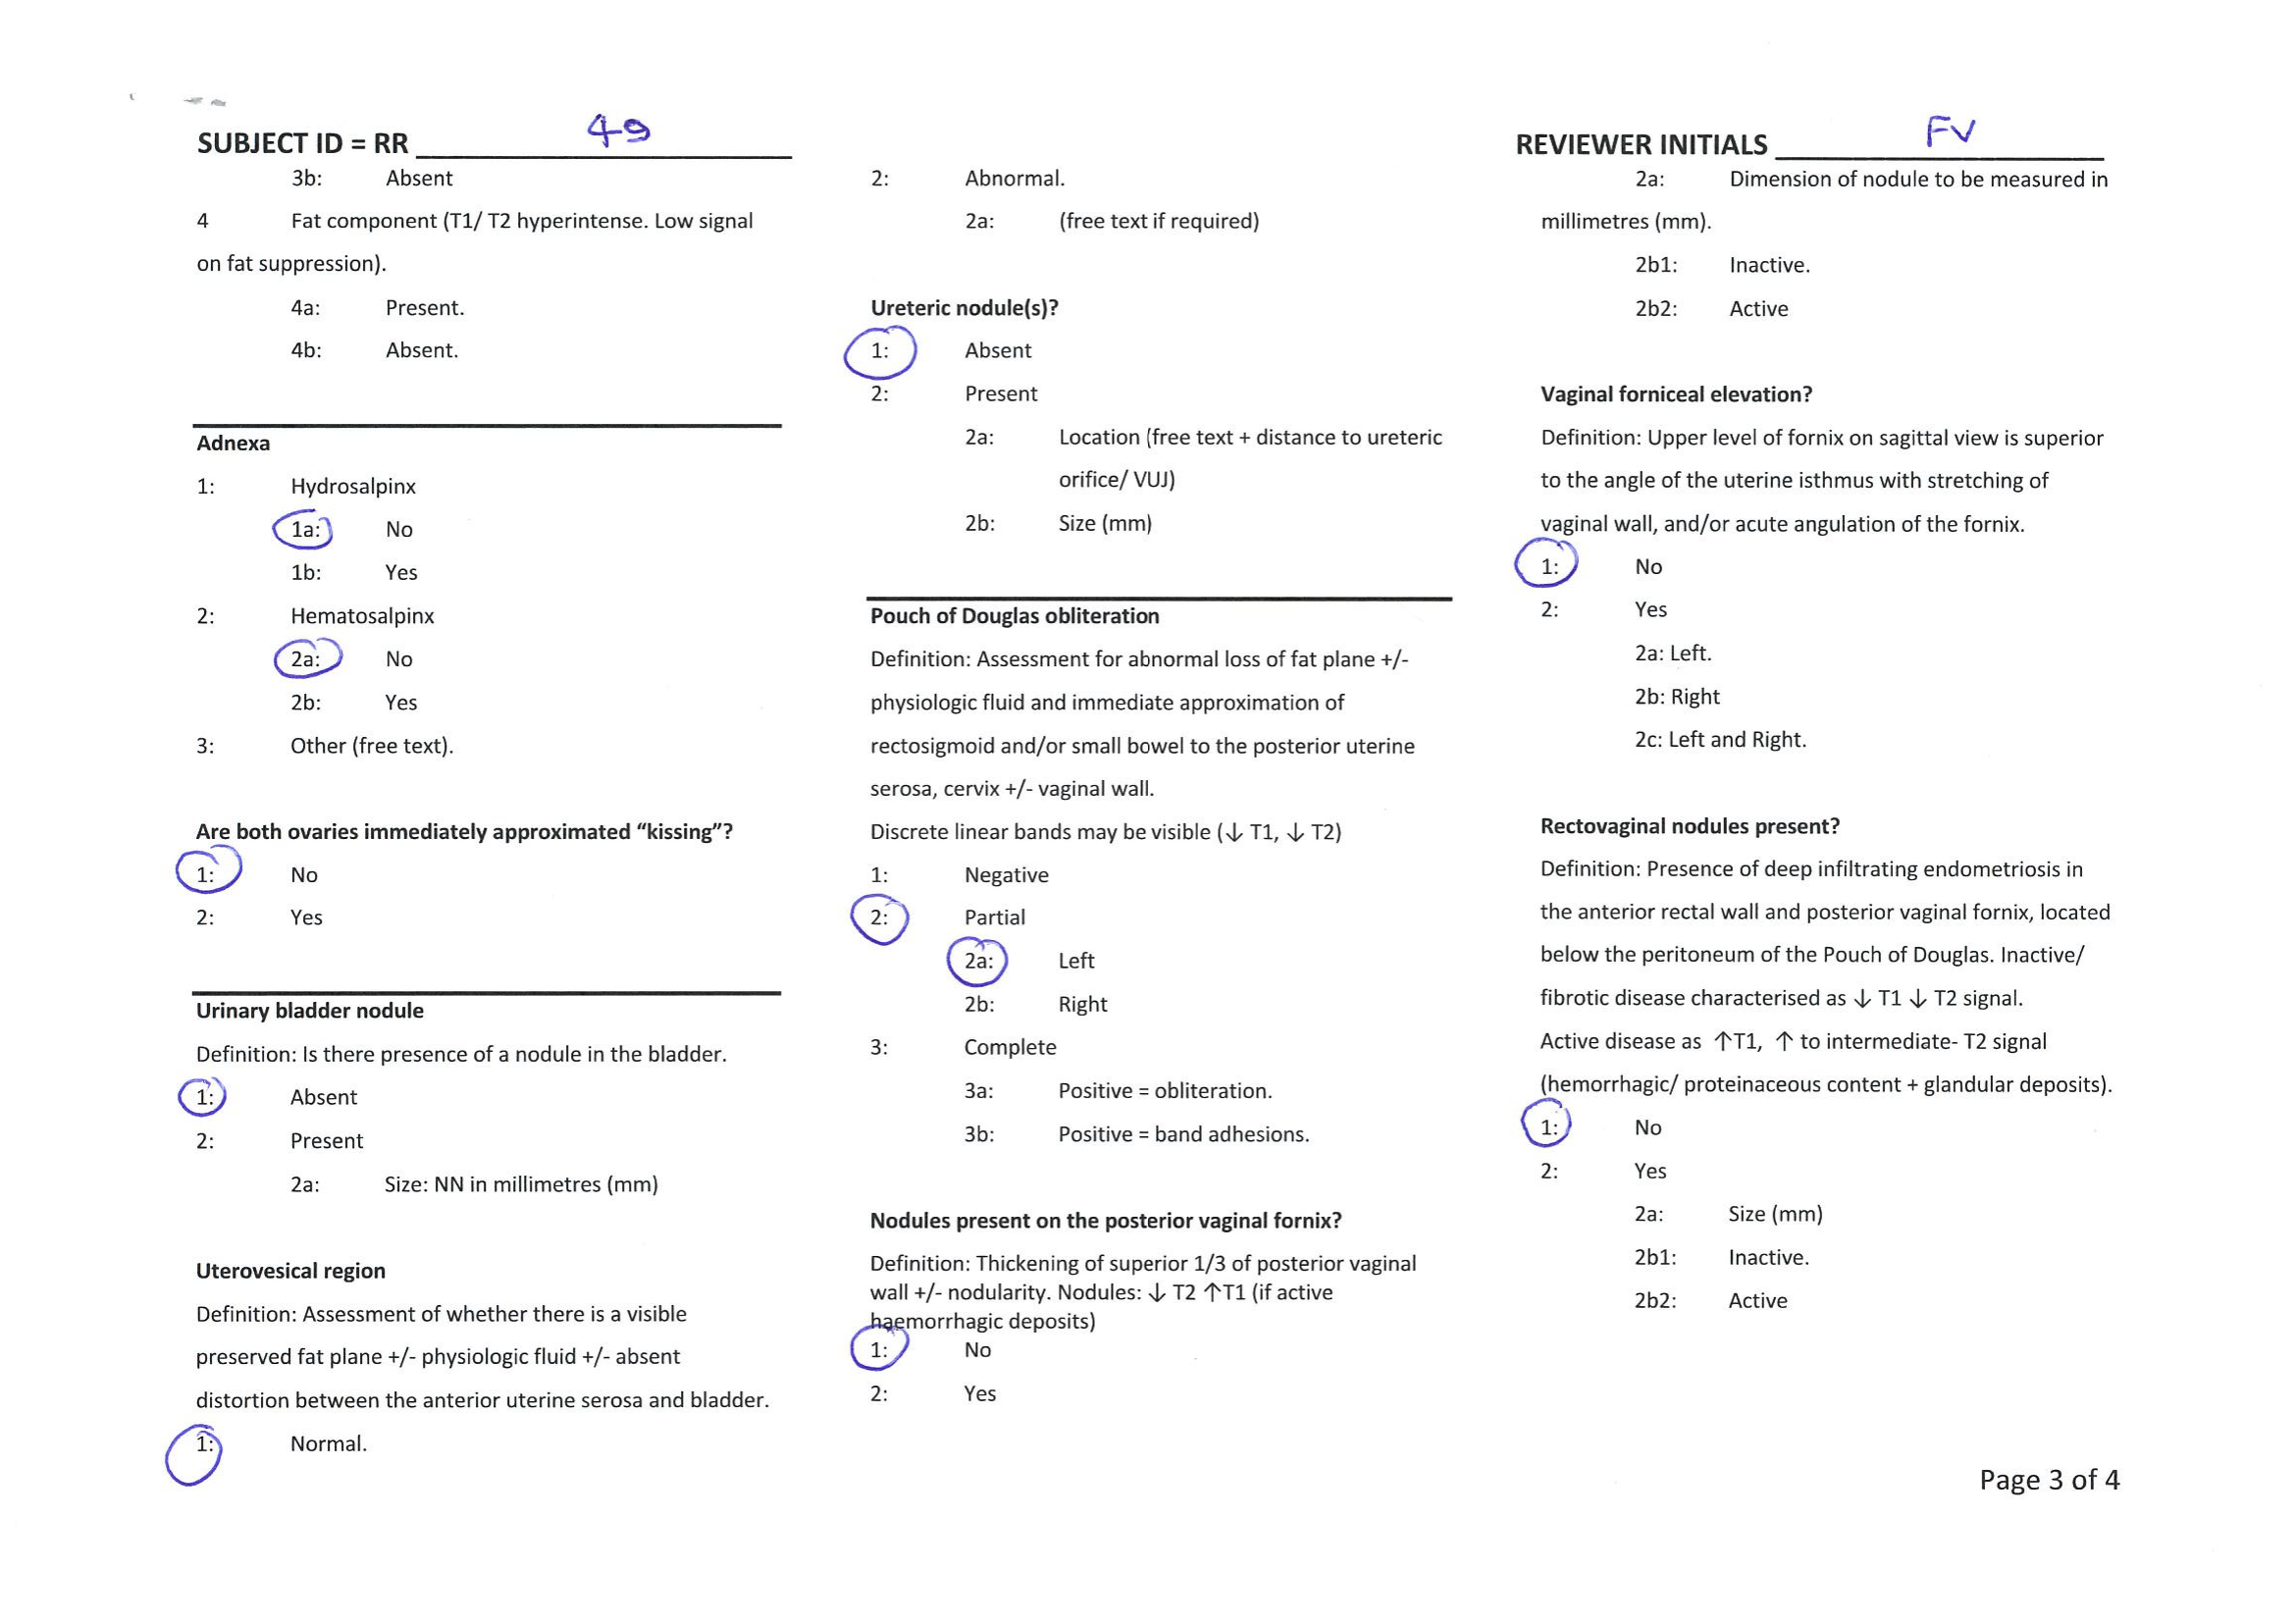 SUBJECT ID = RR 49
3b: Absent
4 Fat component (T1/ T2 hyperintense. Low signal
on fat suppression).
4a: Present.
4b: Absent.
Adnexa
1: Hydrosalpinx
1a: No
1b: Yes
2: Hematosalpinx
2a: No
2b: Yes
3: Other (free text).
Are both ovaries immediately approximated “kissing”?
1: No
2: Yes
Urinary bladder nodule
Definition: Is there presence of a nodule in the bladder.
1: Absent
2: Present
2a: Size: NN in millimetres (mm)
Uterovesical region
Definition: Assessment of whether there is a visible
preserved fat plane +/- physiologic fluid +/- absent
distortion between the anterior uterine serosa and bladder.
1: Normal.
2: Abnormal.
2a: (free text if required)
Ureteric nodule(s)?
1: Absent
2: Present
2a: Location (free text + distance to ureteric
orifice/ VUJ)
2b: Size (mm)
Pouch of Douglas obliteration
Definition: Assessment for abnormal loss of fat plane +/-
physiologic fluid and immediate approximation of
rectosigmoid and/or small bowel to the posterior uterine
serosa, cervix +/- vaginal wall.
Discrete linear bands may be visible (↓ T1, ↓ T2)
1: Negative
2: Partial
2a: Left
2b: Right
3: Complete
3a: Positive = obliteration.
3b: Positive = band adhesions.
Nodules present on the posterior vaginal fornix?
Definition: Thickening of superior 1/3 of posterior vaginal
wall +/- nodularity. Nodules: ↓ T2 ↑T1 (if active
haemorrhagic deposits)
1: No
2: Yes
REVIEWER INITIALS FV
2a: Dimension of nodule to be measured in
millimetres (mm).
2b1: Inactive.
2b2: Active
Vaginal forniceal elevation?
Definition: Upper level of fornix on sagittal view is superior
to the angle of the uterine isthmus with stretching of
vaginal wall, and/or acute angulation of the fornix.
1: No
2: Yes
2a: Left.
2b: Right
2c: Left and Right.
Rectovaginal nodules present?
Definition: Presence of deep infiltrating endometriosis in
the anterior rectal wall and posterior vaginal fornix, located
below the peritoneum of the Pouch of Douglas. Inactive/
fibrotic disease characterised as ↓ T1 ↓ T2 signal.
Active disease as ↑T1, ↑ to intermediate- T2 signal
(hemorrhagic/ proteinaceous content + glandular deposits).
1: No
2: Yes
2a: Size (mm)
2b1: Inactive.
2b2: Active
Page 3 of 4